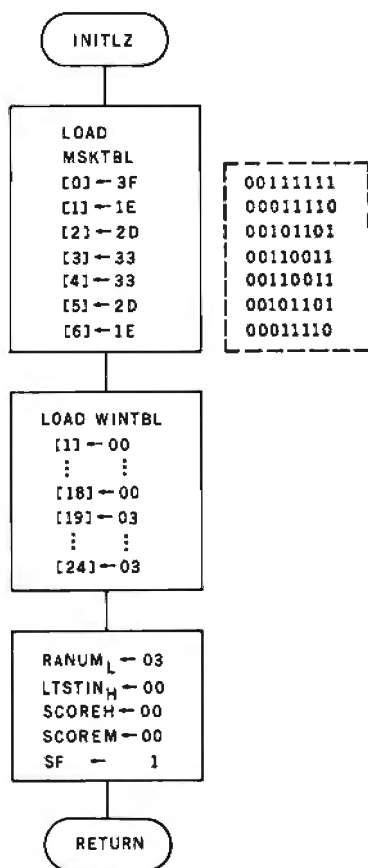 INITLZ
LOAD
MSKTBL
[0]←3F
[1]←1E
[2]←2D
[3]←33
[4]←33
[5]←2D
[6]←1E
00111111
00011110
00101101
00110011
00110011
00101101
00011110
LOAD WINTBL
[1]←00
⋮ ⋮
[18]←00
[19]←03
⋮ ⋮
[24]←03
RANUML←03
LTSTINH←00
SCOREH←00
SCOREM←00
SF ← 1
RETURN